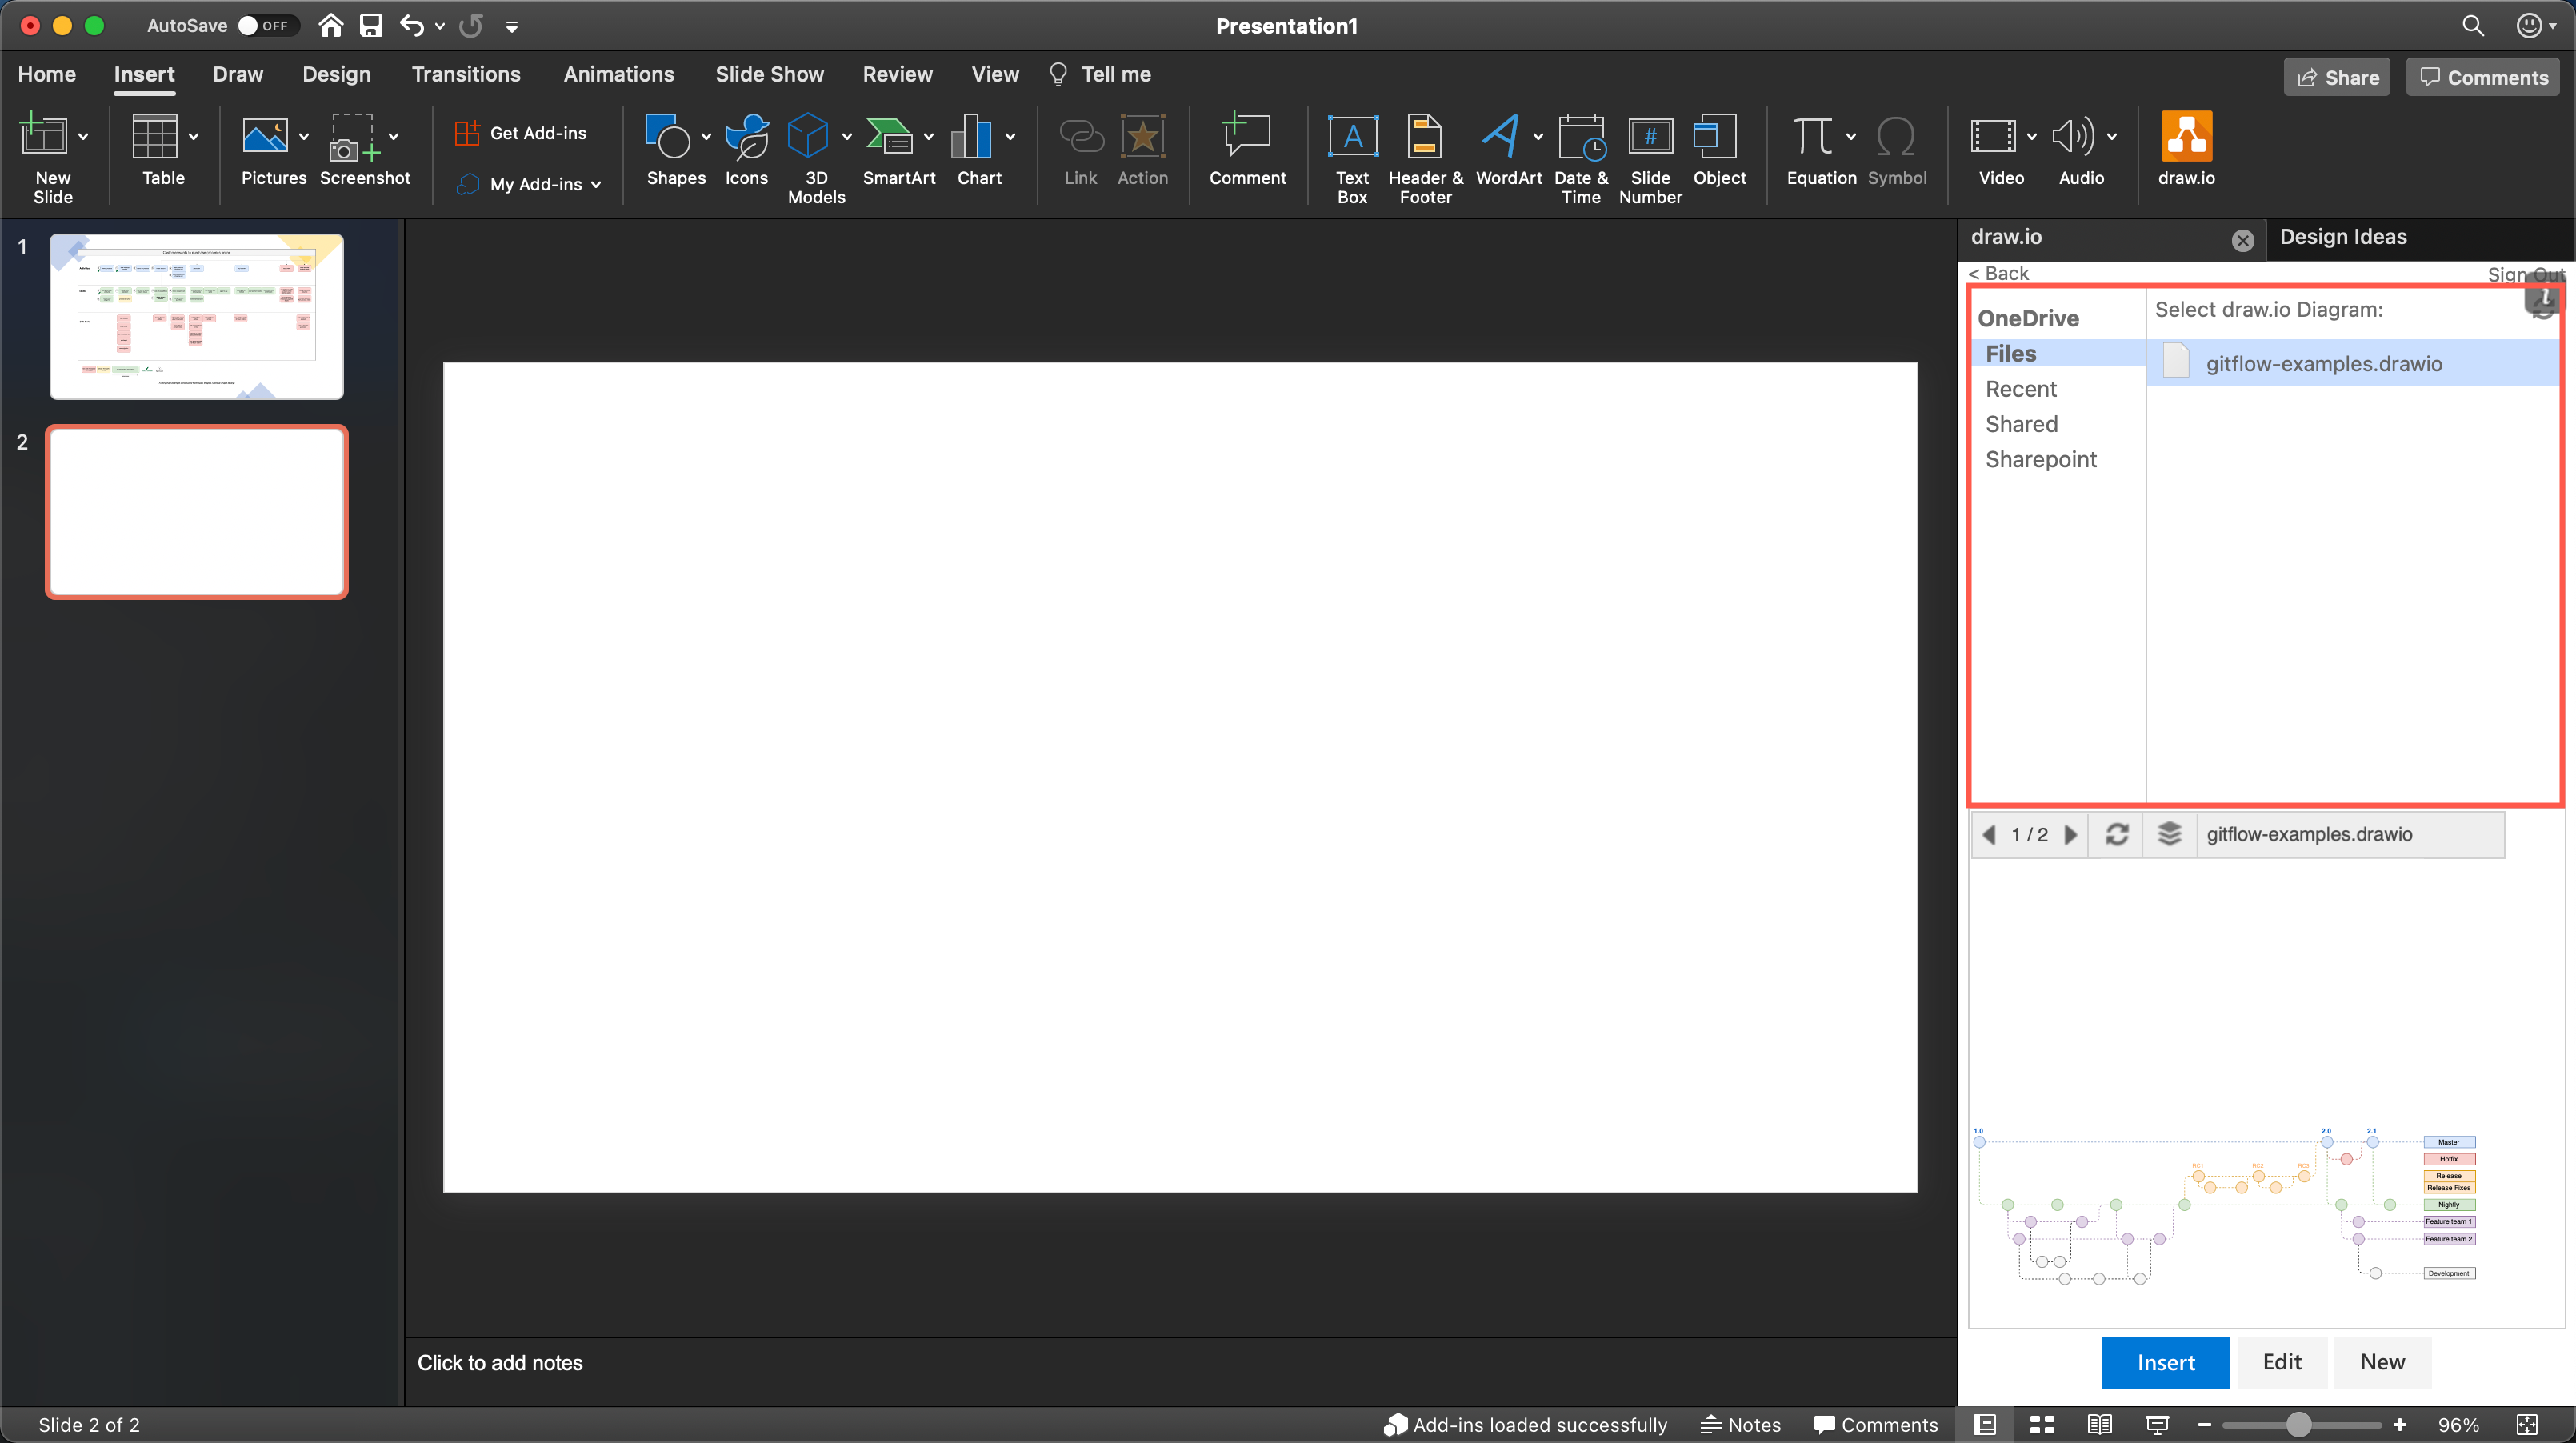 AutoSave OFF
Presentation1
Home Insert Draw Design Transitions Animations Slide Show Review View Tell me
Share Comments
New Slide
Table
Pictures
Screenshot
Get Add-ins
My Add-ins
Shapes
Icons
3D Models
SmartArt
Chart
Link
Action
Comment
Text Box
Header & Footer
WordArt
Date & Time
Slide Number
Object
Equation
Symbol
Video
Audio
draw.io
1
2
draw.io
Design Ideas
< Back
Sign Out
OneDrive
Files
Recent
Shared
Sharepoint
Select draw.io Diagram:
gitflow-examples.drawio
1 / 2
gitflow-examples.drawio
1.0 2.0 2.1
Master
Hotfix
RC1 RC2 RC3
Release
Release Fixes
Nightly
Feature team 1
Feature team 2
Development
Insert Edit New
Click to add notes
Slide 2 of 2
Add-ins loaded successfully
Notes
Comments
96%